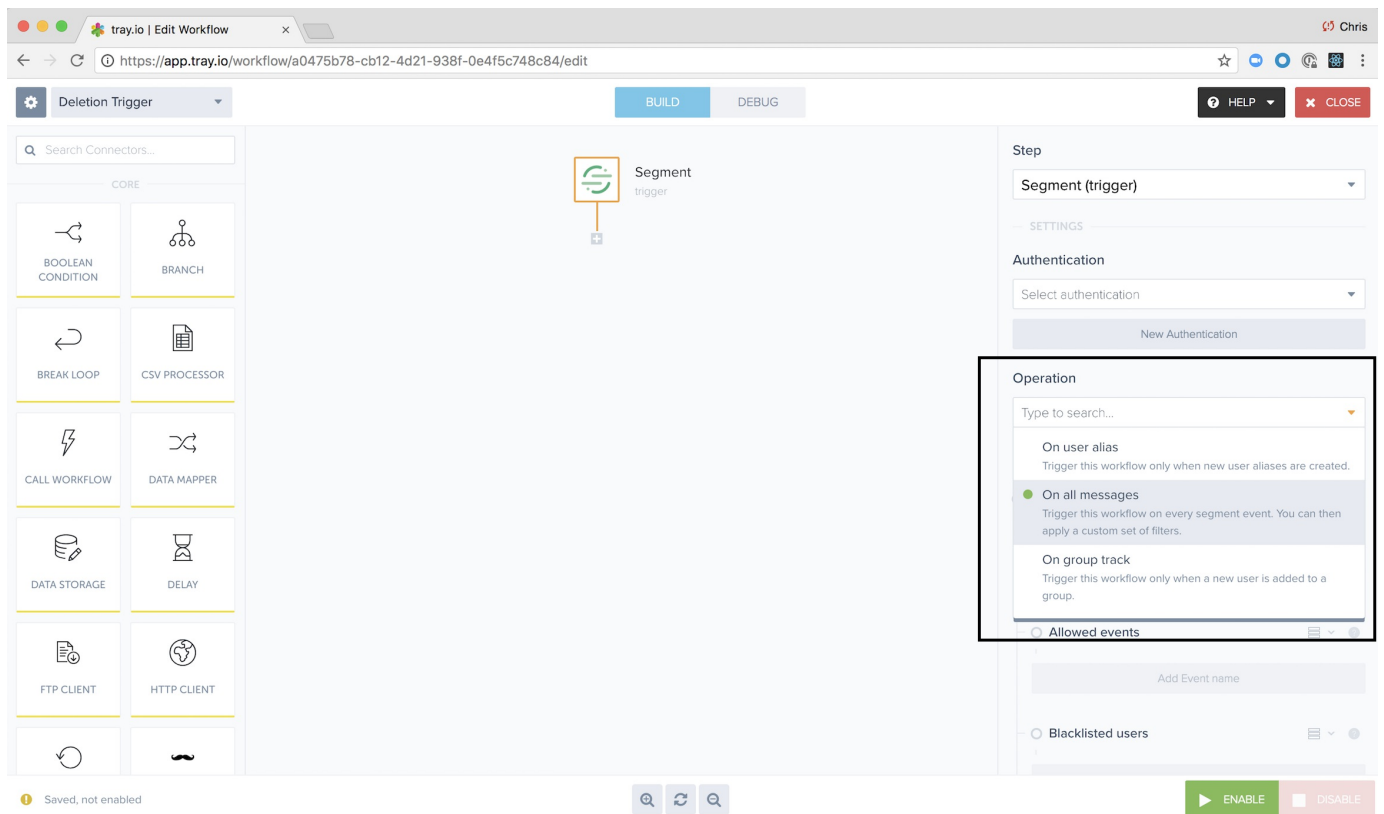 tray.io | Edit Workflow
Chris
https://app.tray.io/workflow/a0475b78-cb12-4d21-938f-0e4f5c748c84/edit
Deletion Trigger
BUILD
DEBUG
HELP
CLOSE
Search Connectors...
CORE
BOOLEAN
CONDITION
BRANCH
BREAK LOOP
CSV PROCESSOR
CALL WORKFLOW
DATA MAPPER
DATA STORAGE
DELAY
FTP CLIENT
HTTP CLIENT
Segment
trigger
Step
Segment (trigger)
SETTINGS
Authentication
Select authentication
New Authentication
Operation
Type to search...
On user alias
Trigger this workflow only when new user aliases are created.
On all messages
Trigger this workflow on every segment event. You can then
apply a custom set of filters.
On group track
Trigger this workflow only when a new user is added to a
group.
Allowed events
Add Event name
Blacklisted users
Saved, not enabled
ENABLE
DISABLE